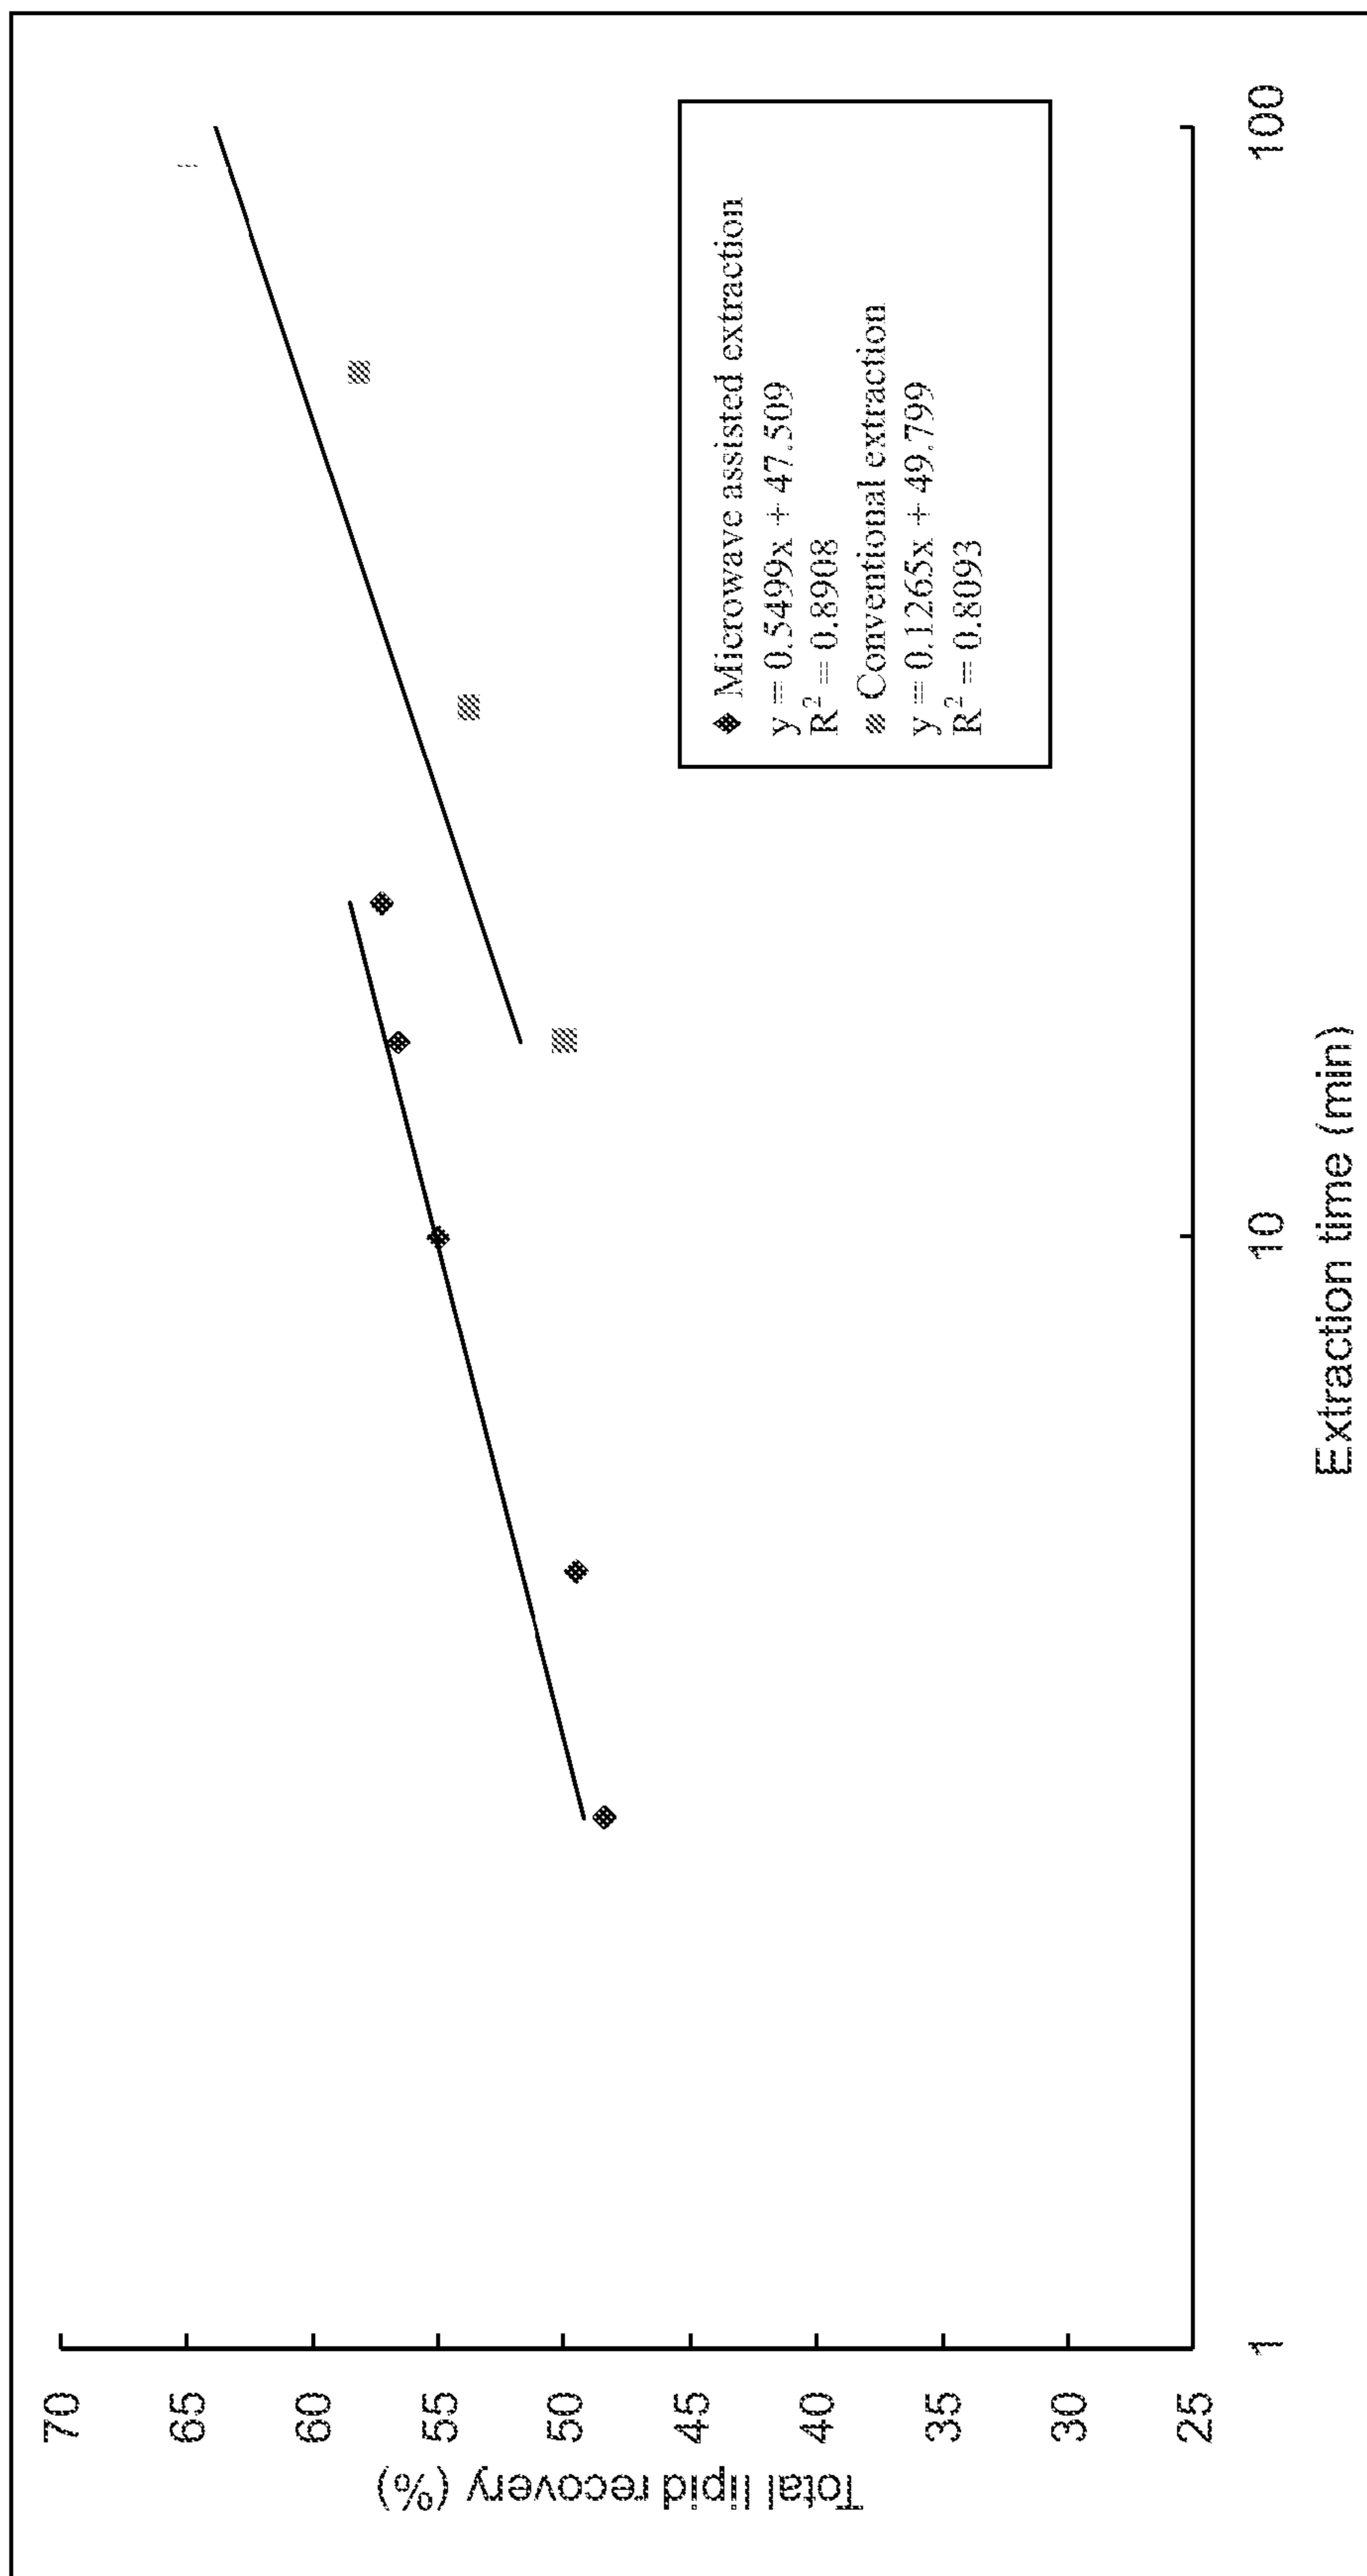 Total lipid recovery (%)
70
65
60
55
50
45
40
35
30
25
Microwave assisted extraction
y = 0.5499x + 47.509
R² = 0.8908
Conventional extraction
y = 0.1265x + 49.799
R² = 0.8093
1
10
100
Extraction time (min)